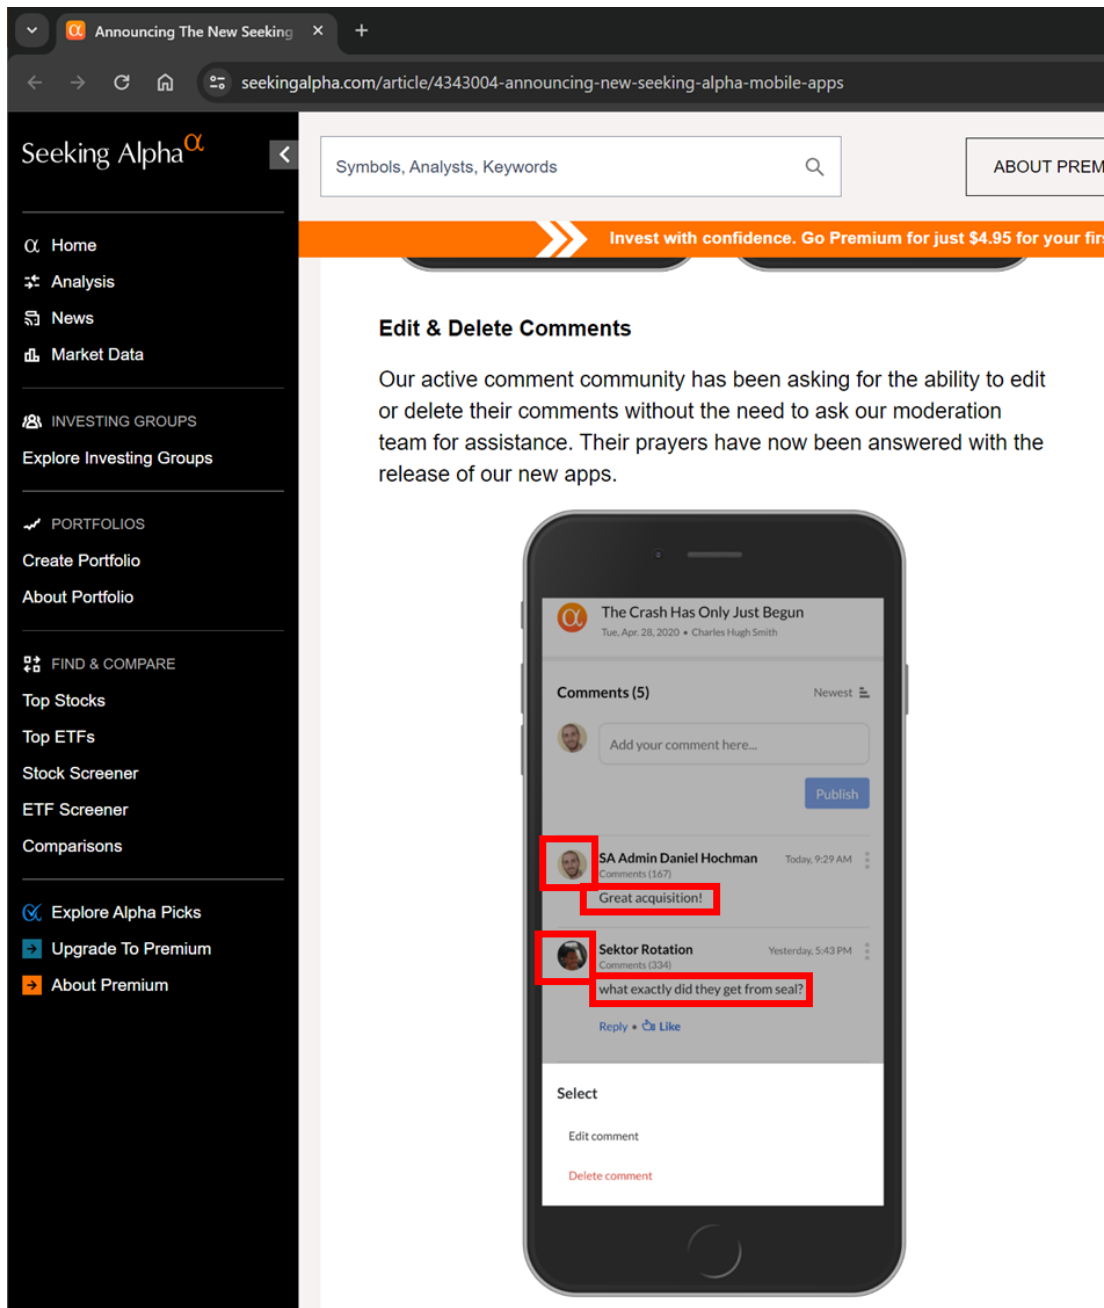 Announcing The New Seeking
seekingalpha.com/article/4343004-announcing-new-seeking-alpha-mobile-apps
Seeking Alpha α
Symbols, Analysts, Keywords
ABOUT PREM
Invest with confidence. Go Premium for just $4.95 for your firs
Home
Analysis
News
Market Data
INVESTING GROUPS
Explore Investing Groups
PORTFOLIOS
Create Portfolio
About Portfolio
FIND & COMPARE
Top Stocks
Top ETFs
Stock Screener
ETF Screener
Comparisons
Explore Alpha Picks
Upgrade To Premium
About Premium
Edit & Delete Comments
Our active comment community has been asking for the ability to edit
or delete their comments without the need to ask our moderation
team for assistance. Their prayers have now been answered with the
release of our new apps.
The Crash Has Only Just Begun
Tue, Apr. 28, 2020 • Charles Hugh Smith
Comments (5)
Newest
Add your comment here...
Publish
SA Admin Daniel Hochman
Today, 9:29 AM
Comments (167)
Great acquisition!
Sektor Rotation
Yesterday, 5:43 PM
Comments (334)
what exactly did they get from seal?
Reply • Like
Select
Edit comment
Delete comment